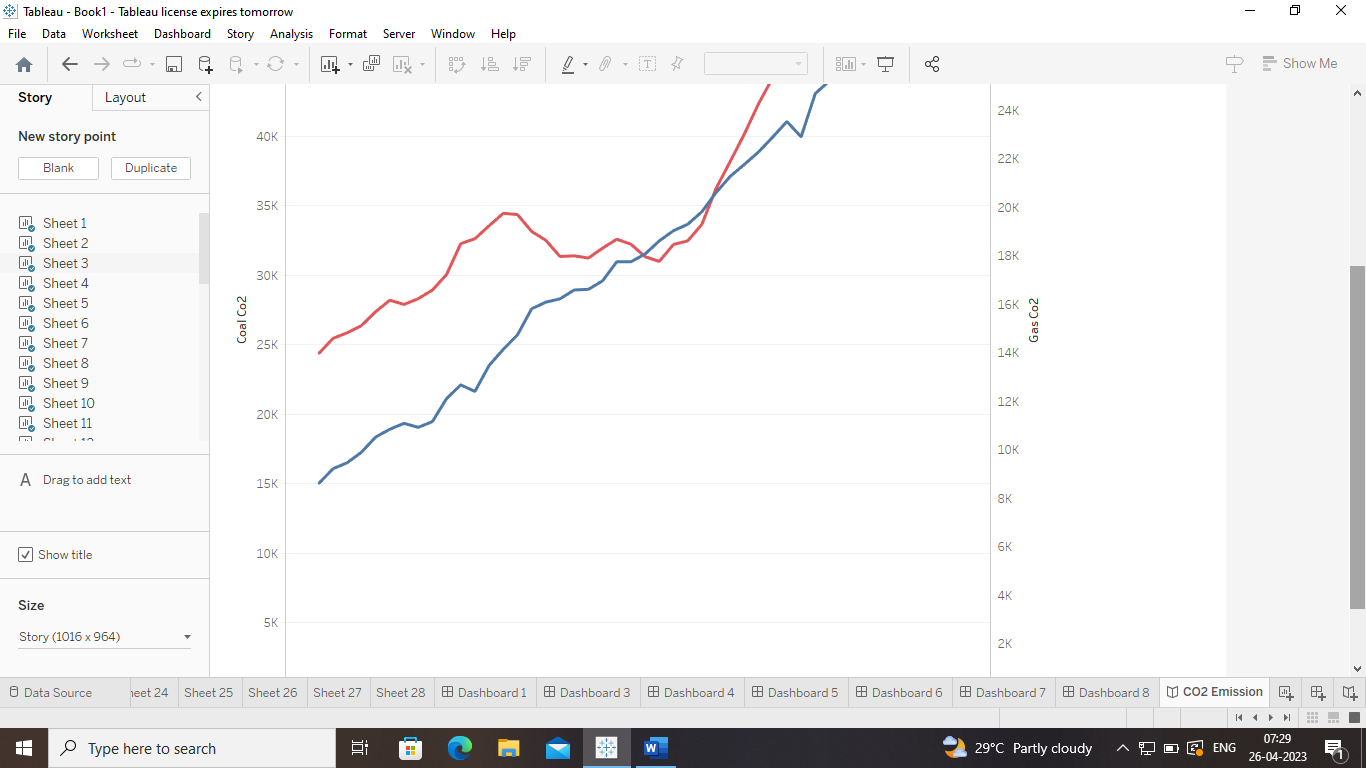 Tableau - Book1 - Tableau license expires tomorrow
File Data Worksheet Dashboard Story Analysis Format Server Window Help
Show Me
Story Layout
New story point
Blank Duplicate
Sheet 1
Sheet 2
Sheet 3
Sheet 4
Sheet 5
Sheet 6
Sheet 7
Sheet 8
Sheet 9
Sheet 10
Sheet 11
A Drag to add text
Show title
Size
Story (1016 x 964)
Coal Co2
40K
35K
30K
25K
20K
15K
10K
5K
24K
22K
20K
18K
16K
14K
12K
10K
8K
6K
4K
2K
Gas Co2
Data Source heet 24 Sheet 25 Sheet 26 Sheet 27 Sheet 28 Dashboard 1 Dashboard 3 Dashboard 4 Dashboard 5 Dashboard 6 Dashboard 7 Dashboard 8 CO2 Emission
Type here to search
W
29°C Partly cloudy
ENG
07:29
26-04-2023
1